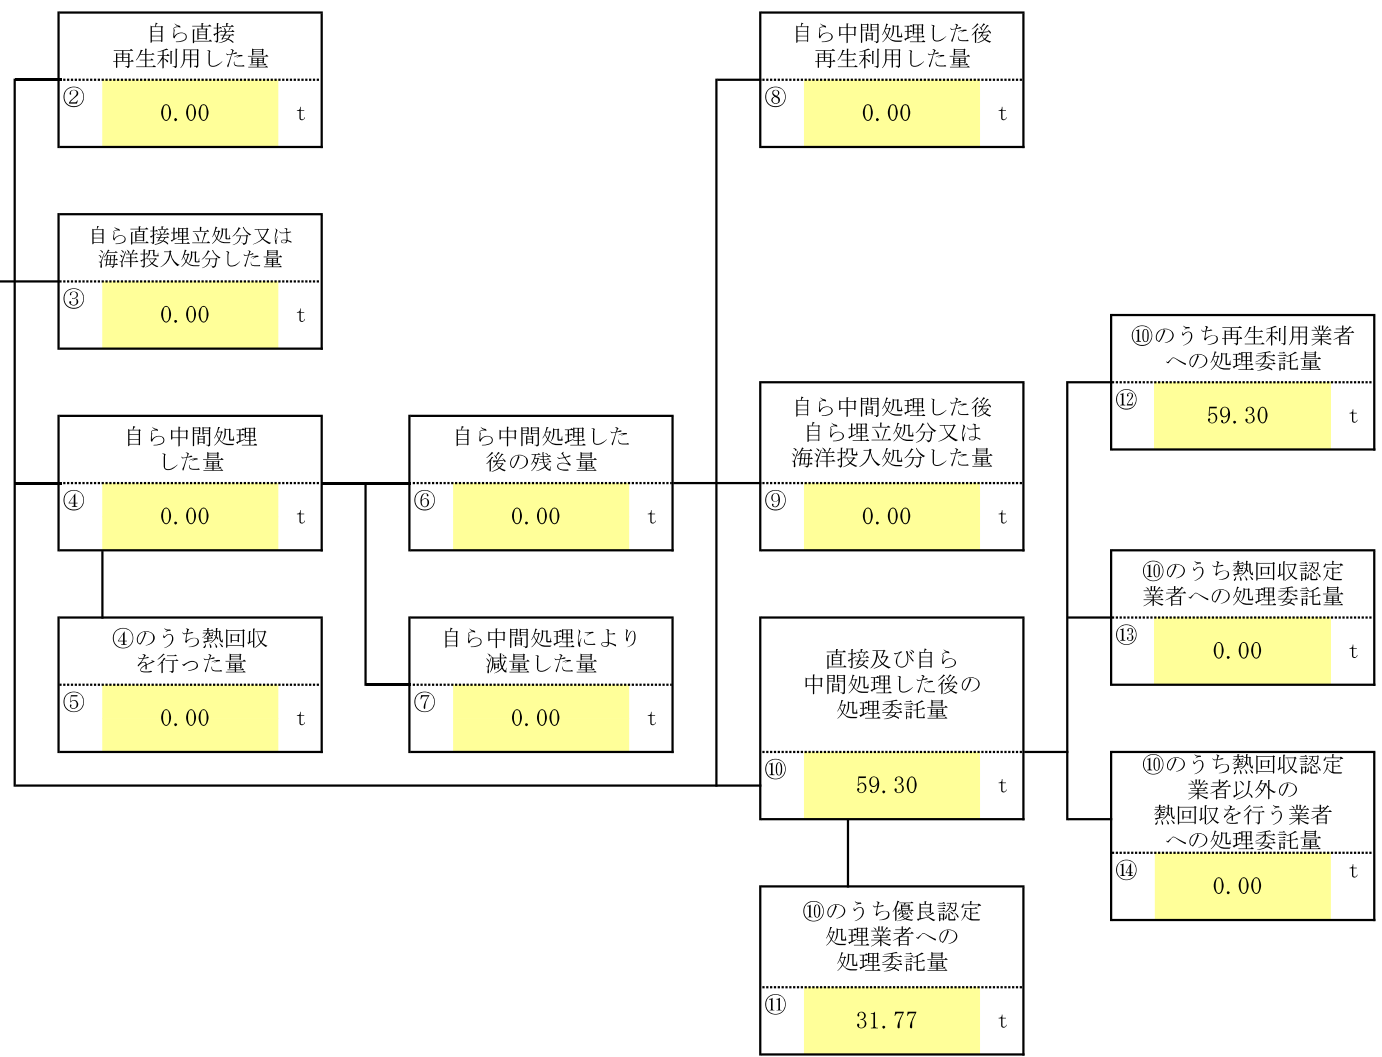 自ら直接
再生利用した量
②
0.00
t
自ら直接埋立処分又は
海洋投入処分した量
③
0.00
t
自ら中間処理
した量
④
0.00
t
④のうち熱回収
を行った量
⑤
0.00
t
自ら中間処理した
後の残さ量
⑥
0.00
t
自ら中間処理により
減量した量
⑦
0.00
t
自ら中間処理した後
再生利用した量
⑧
0.00
t
自ら中間処理した後
自ら埋立処分又は
海洋投入処分した量
⑨
0.00
t
直接及び自ら
中間処理した後の
処理委託量
⑩
59.30
t
⑩のうち優良認定
処理業者への
処理委託量
⑪
31.77
t
⑩のうち再生利用業者
への処理委託量
⑫
59.30
t
⑩のうち熱回収認定
業者への処理委託量
⑬
0.00
t
⑩のうち熱回収認定
業者以外の
熱回収を行う業者
への処理委託量
⑭
0.00
t